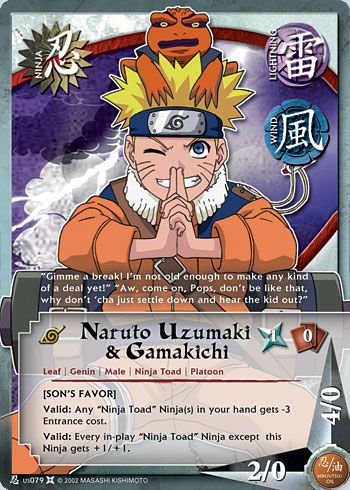 忍
NINJA
雷
LIGHTNING
風
WIND
"Gimme a break! I'm not old enough to make any kind
of a deal yet!" "Aw, come on, Pops, don't be like that,
why don't 'cha just settle down and hear the kid out?"
Naruto Uzumaki
& Gamakichi
1
0
Leaf | Genin | Male | Ninja Toad | Platoon
[SON'S FAVOR]
Valid: Any "Ninja Toad" Ninja(s) in your hand gets -3
Entrance cost.
Valid: Every in-play "Ninja Toad" Ninja except this
Ninja gets +1/+1.
4/0
2/0
忍/油
NINJUTSU/
OIL
US079
© 2002 MASASHI KISHIMOTO